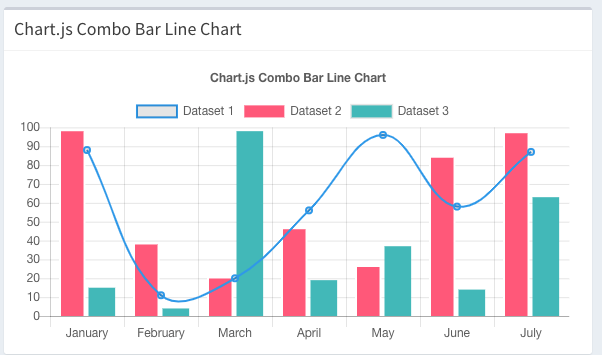 Chart.js Combo Bar Line Chart
Chart.js Combo Bar Line Chart
Dataset 1 Dataset 2 Dataset 3
100
90
80
70
60
50
40
30
20
10
0
January February March April May June July